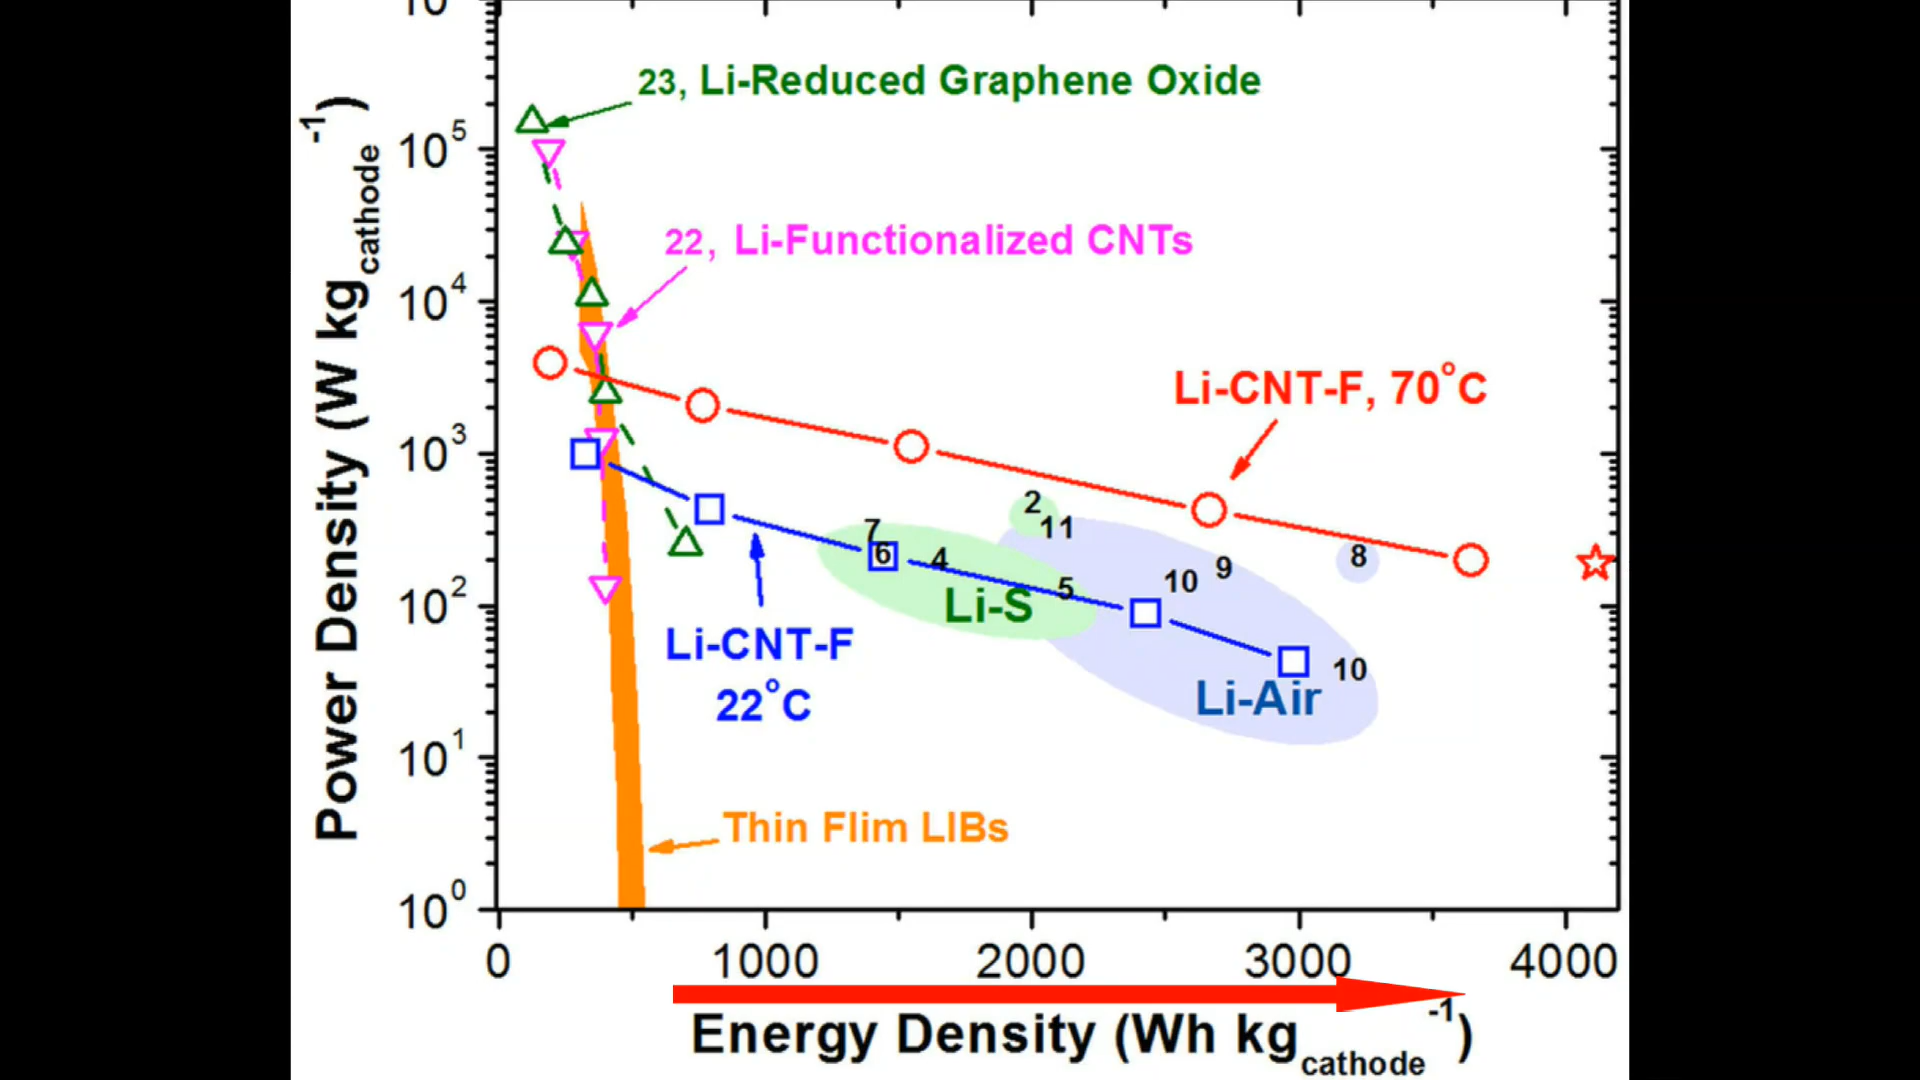 10
23, Li-Reduced Graphene Oxide
10^5
22, Li-Functionalized CNTs
10^4
Li-CNT-F, 70°C
10^3
2
7
11
6
4
8
9
10
5
10^2
Li-S
Li-CNT-F
22°C
10
Li-Air
10^1
Thin Flim LIBs
10^0
0 1000 2000 3000 4000
Power Density (W kg_cathode^-1)
Energy Density (Wh kg_cathode^-1)